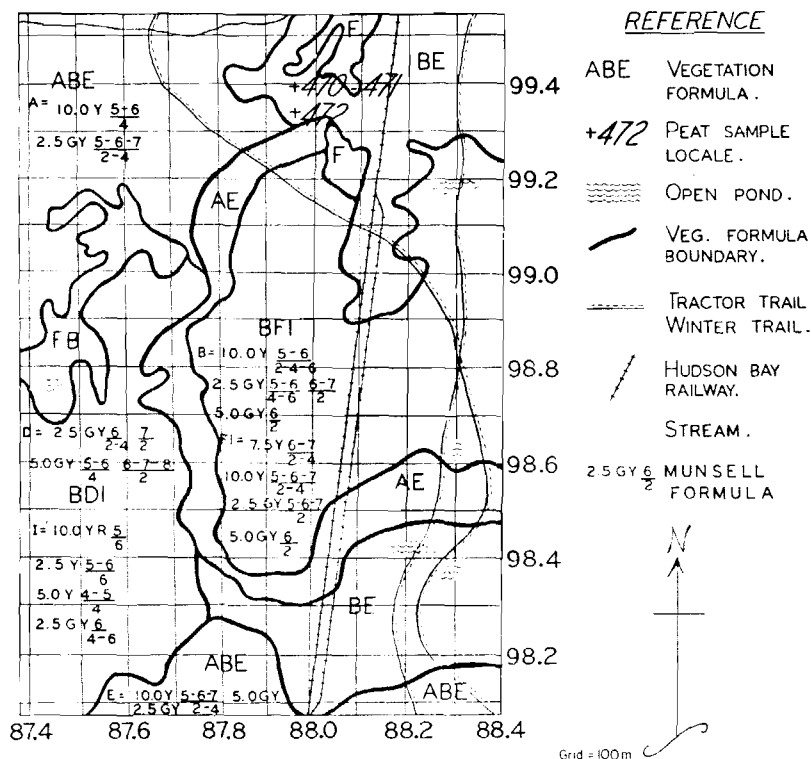 F
BE
ABE
A= 10.0 Y 5-6
4
2.5 GY 5-6-7
2-4
+470
471
+472
F
AE
FB
BFI
B= 10.0 Y 5-6
2-4-6
2.5 GY 5-6 6-7
4-6 2
5.0 GY 6
2
FI=
7.5 Y 6-7
2-4
10.0 Y 5-6-7
2-4
2.5 GY 5-6-7
2
5.0 GY 6
2
D= 2.5 GY 6 7
2-4 2
5.0 GY 5-6 6-7-8
4 2
BDI
I= 10.0 YR 5
6
2.5 Y 5-6
6
5.0 Y 4-5
4
2.5 GY 6
4-6
AE
BE
ABE
E= 10.0 Y 5-6-7 5.0 GY
2.5 GY 2-4
ABE
99.4
99.2
99.0
98.8
98.6
98.4
98.2
87.4 87.6 87.8 88.0 88.2 88.4
REFERENCE
ABE VEGETATION
FORMULA.
+472 PEAT SAMPLE
LOCALE.
OPEN POND.
VEG. FORMULA
BOUNDARY.
TRACTOR TRAIL
WINTER TRAIL.
HUDSON BAY
RAILWAY.
STREAM.
2.5 GY 6 MUNSELL
2 FORMULA
N
Grid = 100 m